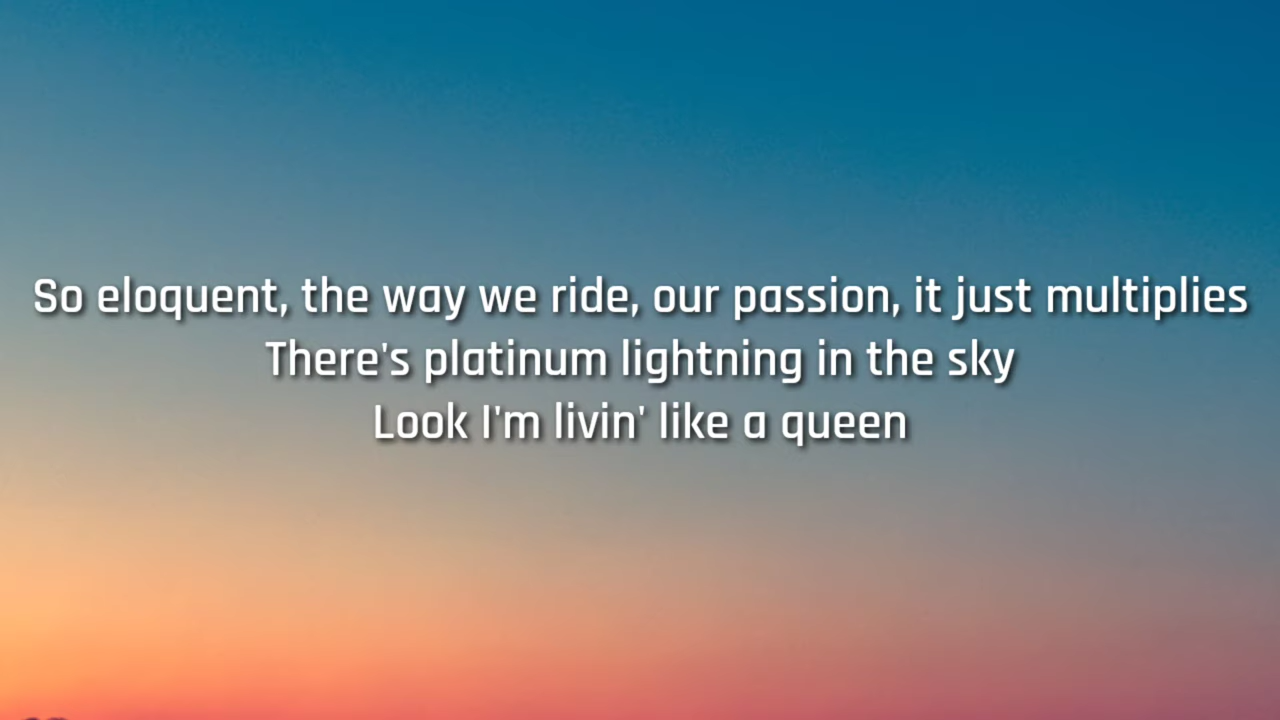 So eloquent, the way we ride, our passion, it just multiplies
There's platinum lightning in the sky
Look I'm livin' like a queen